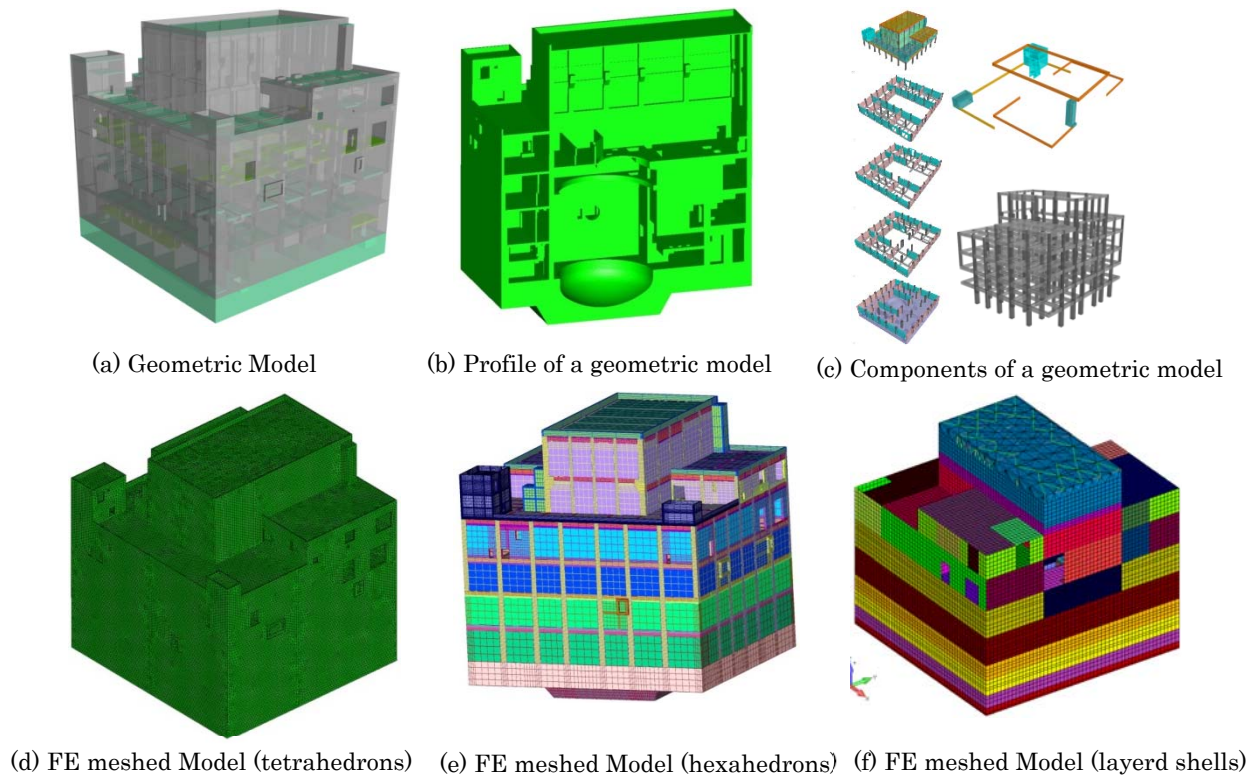 (a) Geometric Model
(b) Profile of a geometric model
(c) Components of a geometric model
(d) FE meshed Model (tetrahedrons)
(e) FE meshed Model (hexahedrons)
(f) FE meshed Model (layerd shells)